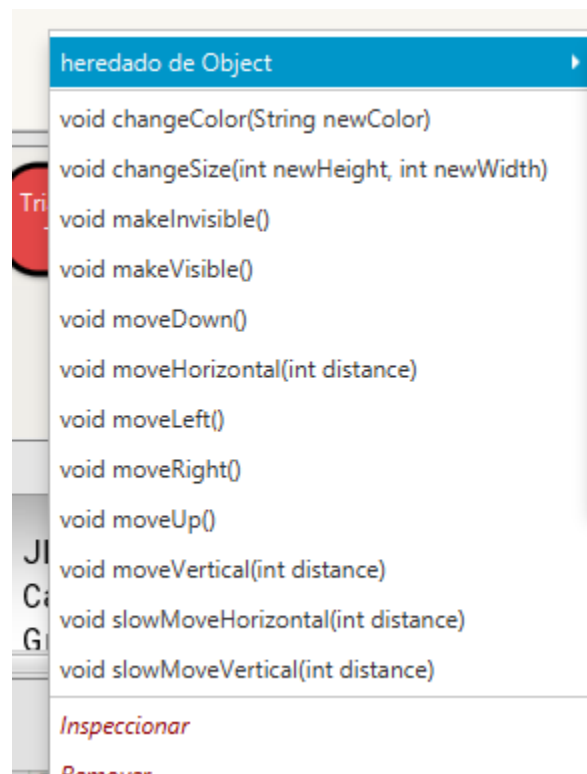 heredado de Object
void changeColor(String newColor)
void changeSize(int newHeight, int newWidth)
Tri
void makeInvisible()
void makeVisible()
void moveDown()
void moveHorizontal(int distance)
void moveLeft()
void moveRight()
void moveUp()
void moveVertical(int distance)
void slowMoveHorizontal(int distance)
void slowMoveVertical(int distance)
Inspeccionar